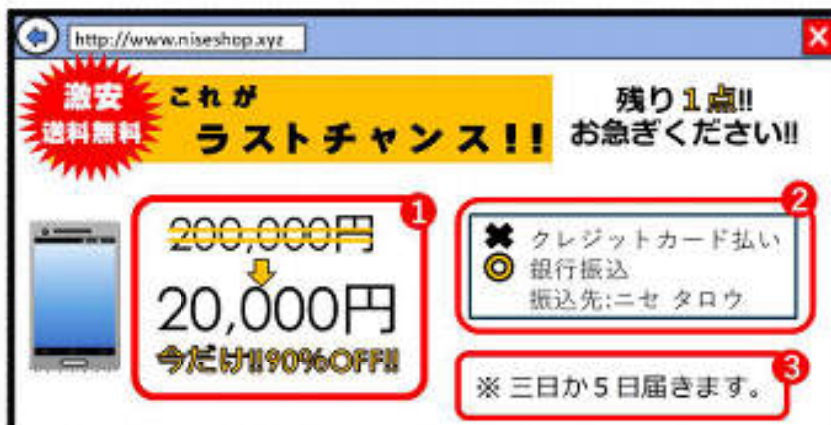 http://www.niseshop.xyz
激安
送料無料
これが
ラストチャンス!!
残り1点!!
お急ぎください!!
1
200,000円
20,000円
今だけ!!90%OFF!!
2
クレジットカード払い
銀行振込
振込先:ニセ タロウ
3
※ 三日か5日届きます。